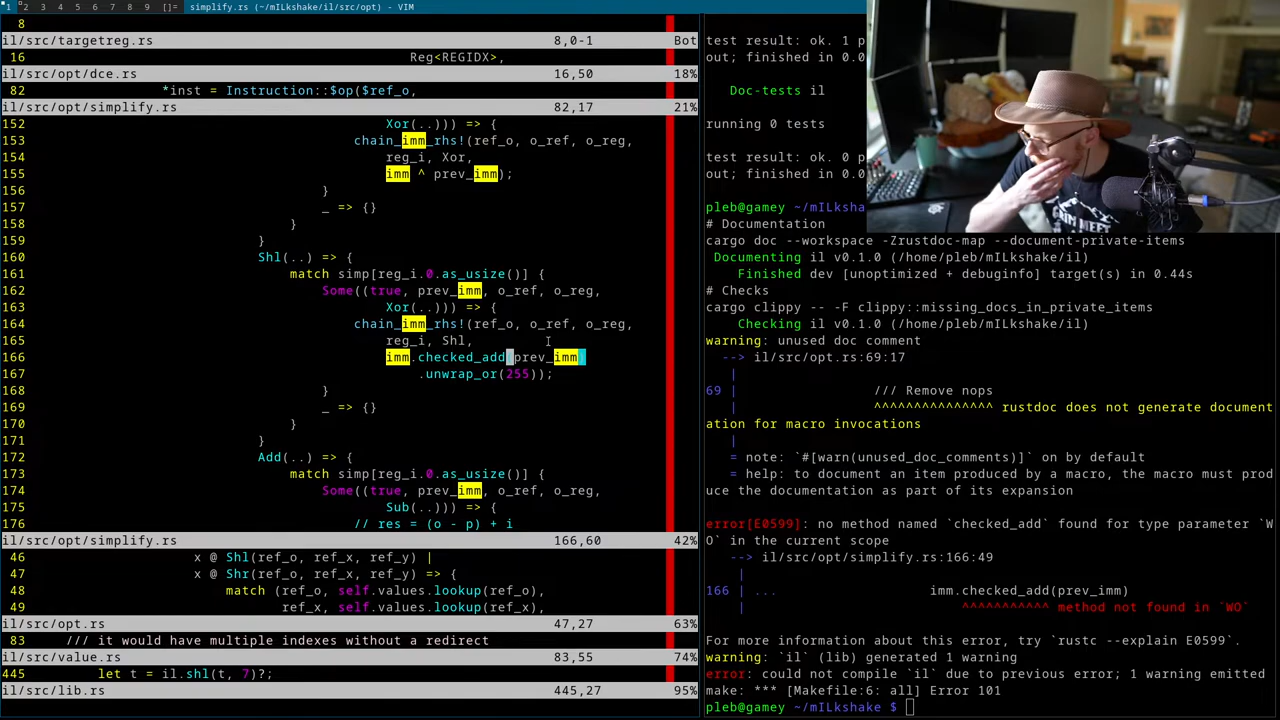 1 2 3 4 5 6 7 8 9 []= simplify.rs (~/mILkshake/il/src/opt) - VIM
8
il/src/targetreg.rs 8,0-1 Bot
16 Reg<REGIDX>,
il/src/opt/dce.rs 16,50 18%
82 *inst = Instruction::$op($ref_o,
il/src/opt/simplify.rs 82,17 21%
152 Xor(..))) => {
153 chain_imm_rhs!(ref_o, o_ref, o_reg,
154 reg_i, Xor,
155 imm ^ prev_imm);
156 }
157 _ => {}
158 }
159 }
160 Shl(..) => {
161 match simp[reg_i.0.as_usize()] {
162 Some((true, prev_imm, o_ref, o_reg,
163 Xor(..))) => {
164 chain_imm_rhs!(ref_o, o_ref, o_reg,
165 reg_i, Shl,
166 imm.checked_add(prev_imm)
167 .unwrap_or(255));
168 }
169 _ => {}
170 }
171 }
172 Add(..) => {
173 match simp[reg_i.0.as_usize()] {
174 Some((true, prev_imm, o_ref, o_reg,
175 Sub(..))) => {
176 // res = (o - p) + i
il/src/opt/simplify.rs 166,60 42%
46 x @ Shl(ref_o, ref_x, ref_y) |
47 x @ Shr(ref_o, ref_x, ref_y) => {
48 match (ref_o, self.values.lookup(ref_o),
49 ref_x, self.values.lookup(ref_x),
il/src/opt.rs 47,27 63%
83 /// it would have multiple indexes without a redirect
il/src/value.rs 83,55 74%
445 let t = il.shl(t, 7)?;
il/src/lib.rs 445,27 95%
test result: ok. 1 p
out; finished in 0.0
Doc-tests il
running 0 tests
test result: ok. 0 p
out; finished in 0.0
pleb@gamey ~/mILksha
# Documentation
cargo doc --workspace -Zrustdoc-map --document-private-items
Documenting il v0.1.0 (/home/pleb/mILkshake/il)
Finished dev [unoptimized + debuginfo] target(s) in 0.44s
# Checks
cargo clippy -- -F clippy::missing_docs_in_private_items
Checking il v0.1.0 (/home/pleb/mILkshake/il)
warning: unused doc comment
--> il/src/opt.rs:69:17
|
69 | /// Remove nops
| ^^^^^^^^^^^^^^^ rustdoc does not generate document
ation for macro invocations
|
= note: `#[warn(unused_doc_comments)]` on by default
= help: to document an item produced by a macro, the macro must prod
uce the documentation as part of its expansion
error[E0599]: no method named `checked_add` found for type parameter `W
O` in the current scope
--> il/src/opt/simplify.rs:166:49
|
166 | ... imm.checked_add(prev_imm)
| ^^^^^^^^^^^ method not found in `WO`
For more information about this error, try `rustc --explain E0599`.
warning: `il` (lib) generated 1 warning
error: could not compile `il` due to previous error; 1 warning emitted
make: *** [Makefile:6: all] Error 101
pleb@gamey ~/mILkshake $